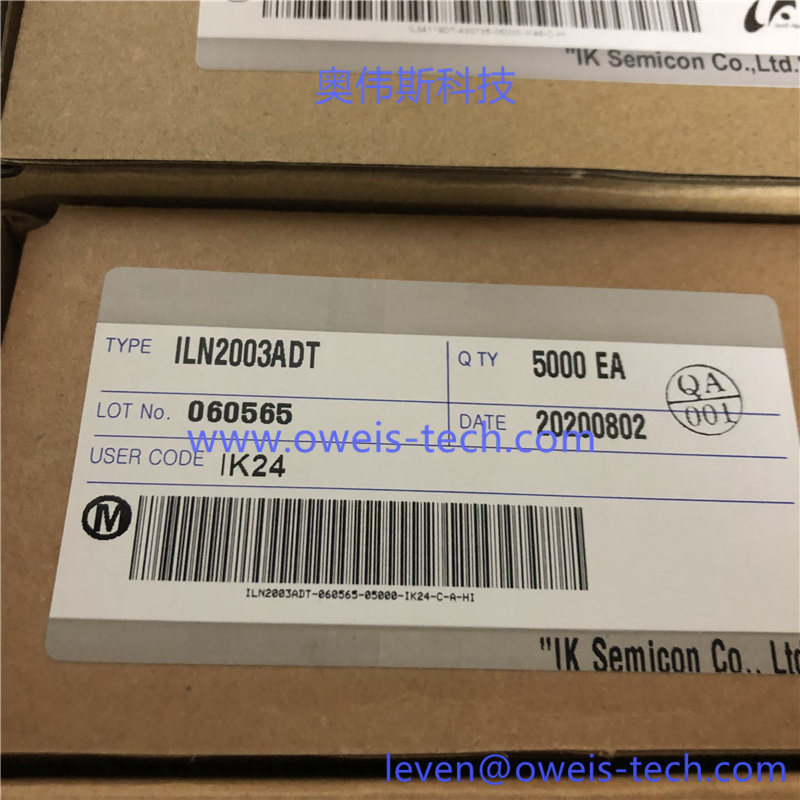 "IK Semicon Co.,Ltd."
奥伟斯科技
TYPE ILN2003ADT
Q TY 5000 EA
QA
001
LOT No. 060565
DATE 20200802
www.oweis-tech.com
USER CODE IK24
M
ILN2003ADT-060565-05000-IK24-C-A-HI
"IK Semicon Co., Ltd
leven@oweis-tech.com